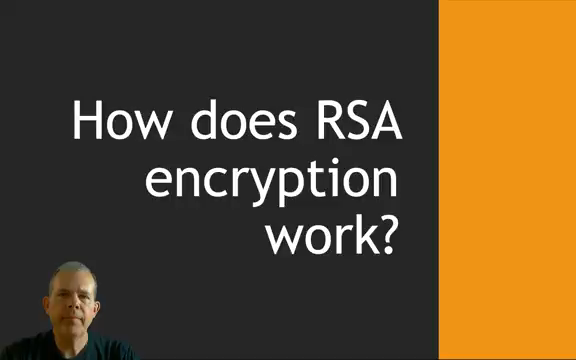 How does RSA
encryption
work?